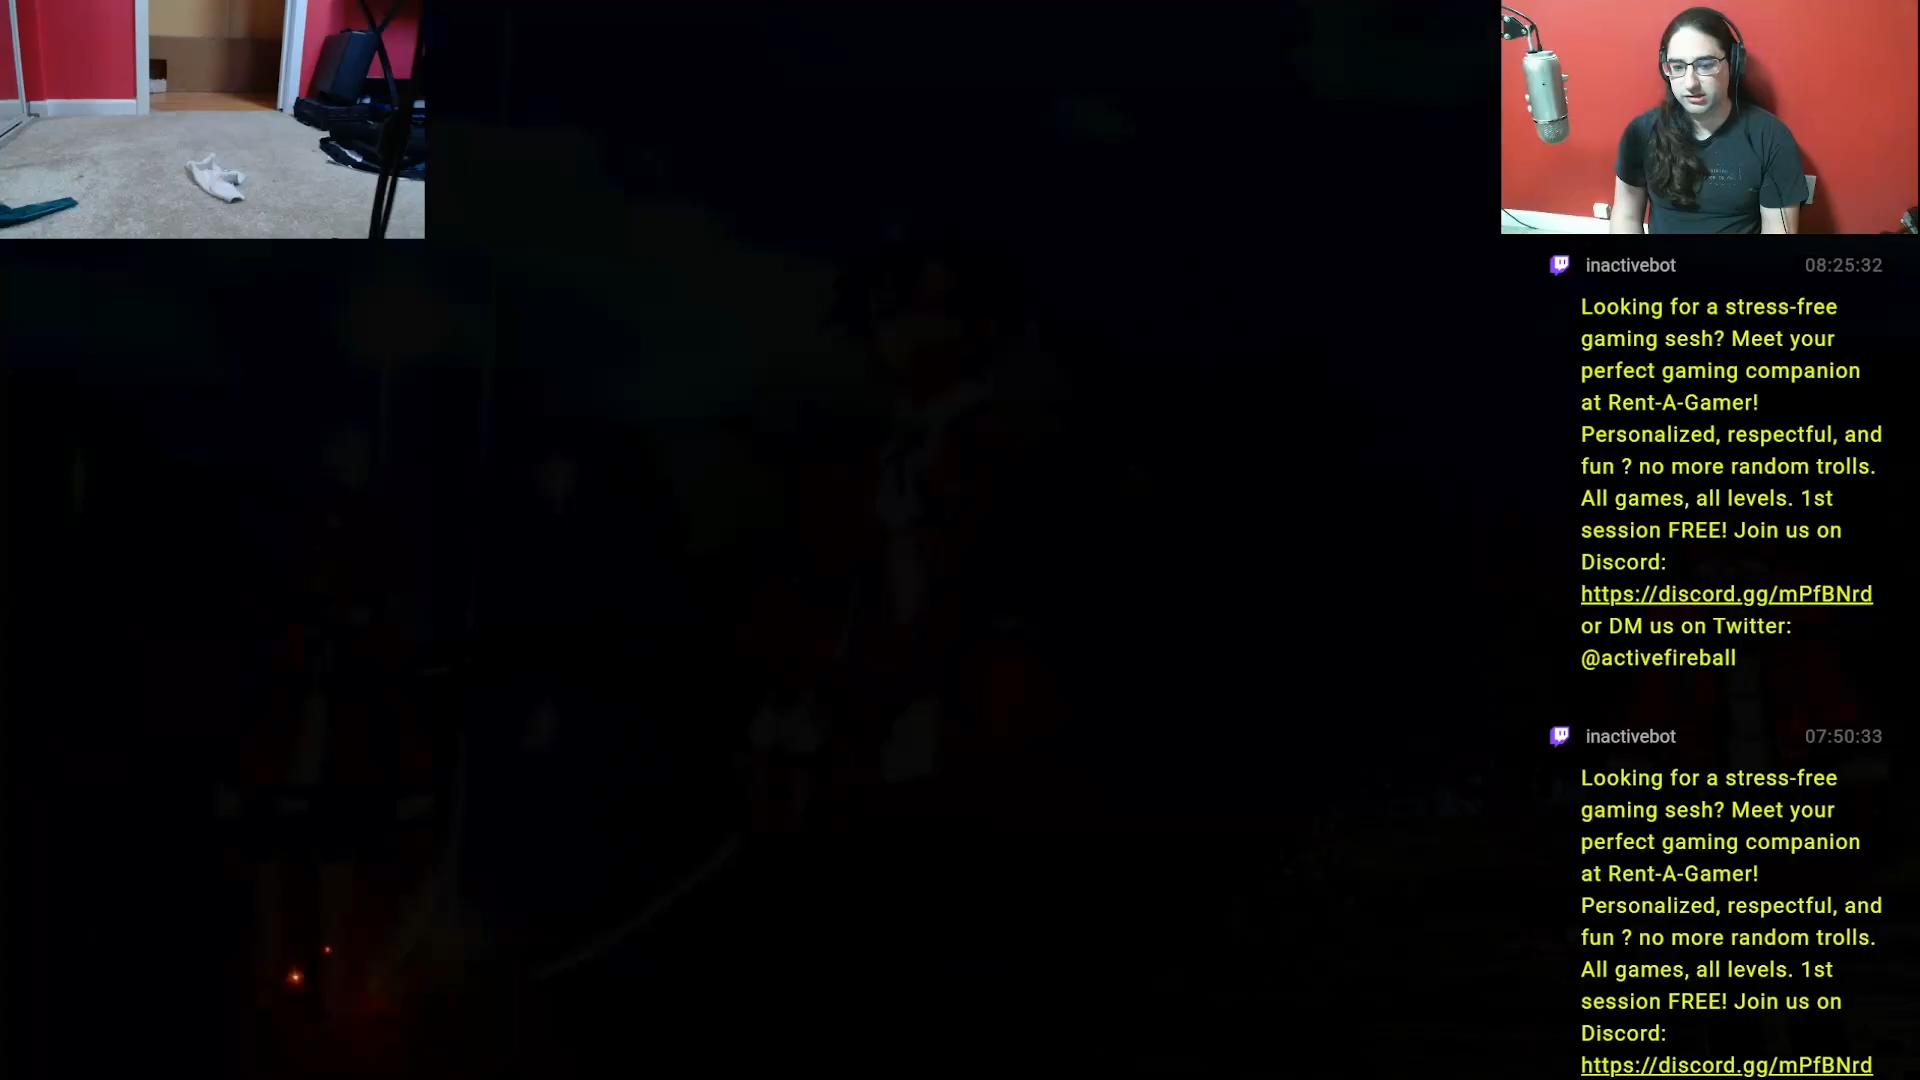 inactivebot 08:25:32
Looking for a stress-free
gaming sesh? Meet your
perfect gaming companion
at Rent-A-Gamer!
Personalized, respectful, and
fun ? no more random trolls.
All games, all levels. 1st
session FREE! Join us on
Discord:
https://discord.gg/mPfBNrd
or DM us on Twitter:
@activefireball
inactivebot 07:50:33
Looking for a stress-free
gaming sesh? Meet your
perfect gaming companion
at Rent-A-Gamer!
Personalized, respectful, and
fun ? no more random trolls.
All games, all levels. 1st
session FREE! Join us on
Discord:
https://discord.gg/mPfBNrd